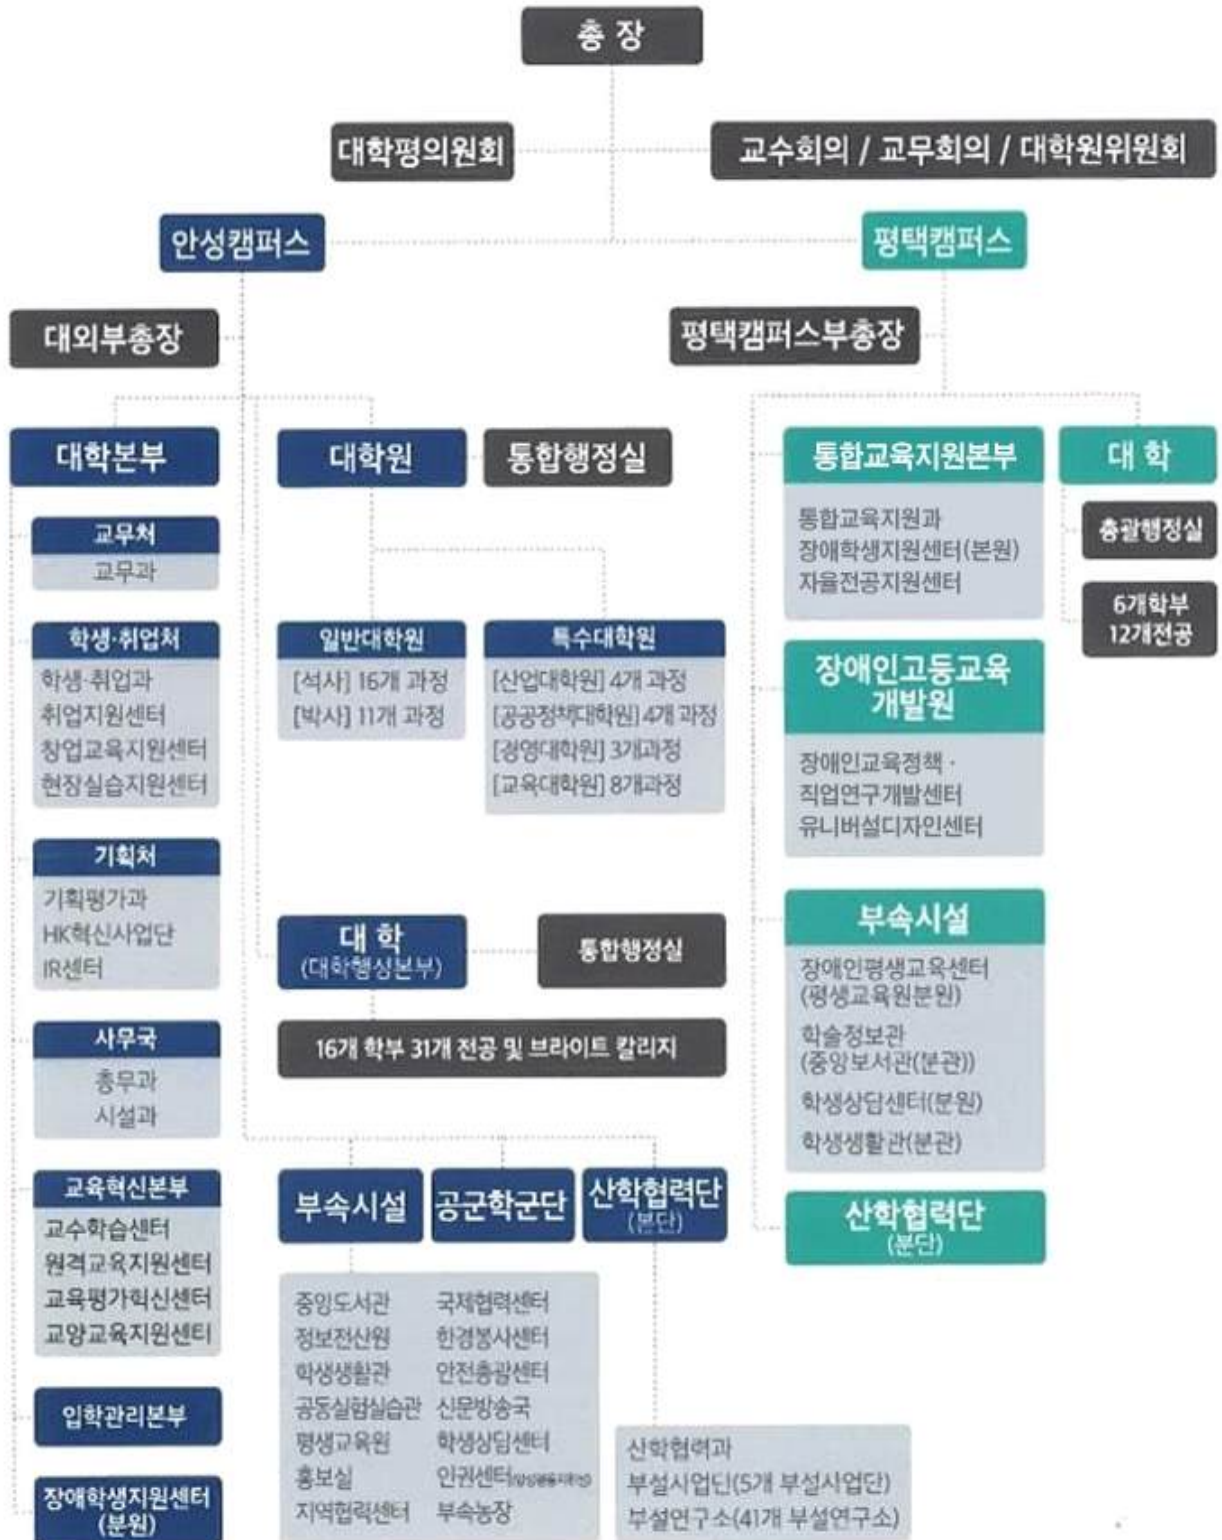 총 장
대학평의원회
교수회의 / 교무회의 / 대학원위원회
안성캠퍼스
평택캠퍼스
대외부총장
평택캠퍼스부총장
대학본부
교무처
교무과
학생·취업처
학생·취업과
취업지원센터
창업교육지원센터
현장실습지원센터
기획처
기획평가과
HK혁신사업단
IR센터
사무국
총무과
시설과
교육혁신본부
교수학습센터
원격교육지원센터
교육평가혁신센터
교양교육지원센터
입학관리본부
장애학생지원센터
(분원)
대학원
통합행정실
일반대학원
[석사] 16개 과정
[박사] 11개 과정
특수대학원
[산업대학원] 4개 과정
[공공정책대학원] 4개 과정
[경영대학원] 3개과정
[교육대학원] 8개과정
대 학
(대학행성본부)
통합행정실
16개 학부 31개 전공 및 브라이트 칼리지
부속시설
공군학군단
산학협력단
(본단)
중앙도서관
정보전산원
학생생활관
공동실험실습관
평생교육원
홍보실
지역협력센터
국제협력센터
한경봉사센터
안전총괄센터
신문방송국
학생상담센터
인권센터
부속농장
산학협력과
부설시업단(5개 부설사업단)
부설연구소(41개 부설연구소)
통합교육지원본부
통합교육지원과
장애학생지원센터(본원)
자율전공지원센터
장애인고등교육
개발원
장애인교육정책 ·
직업연구개발센터
유니버설디자인센터
부속시설
장애인평생교육센터
(평생교육원분원)
학술정보관
(중앙보서관(분관))
학생상담센터(분원)
학생생활관(분관)
산학협력단
(분단)
대 학
총괄행정실
6개학부
12개전공